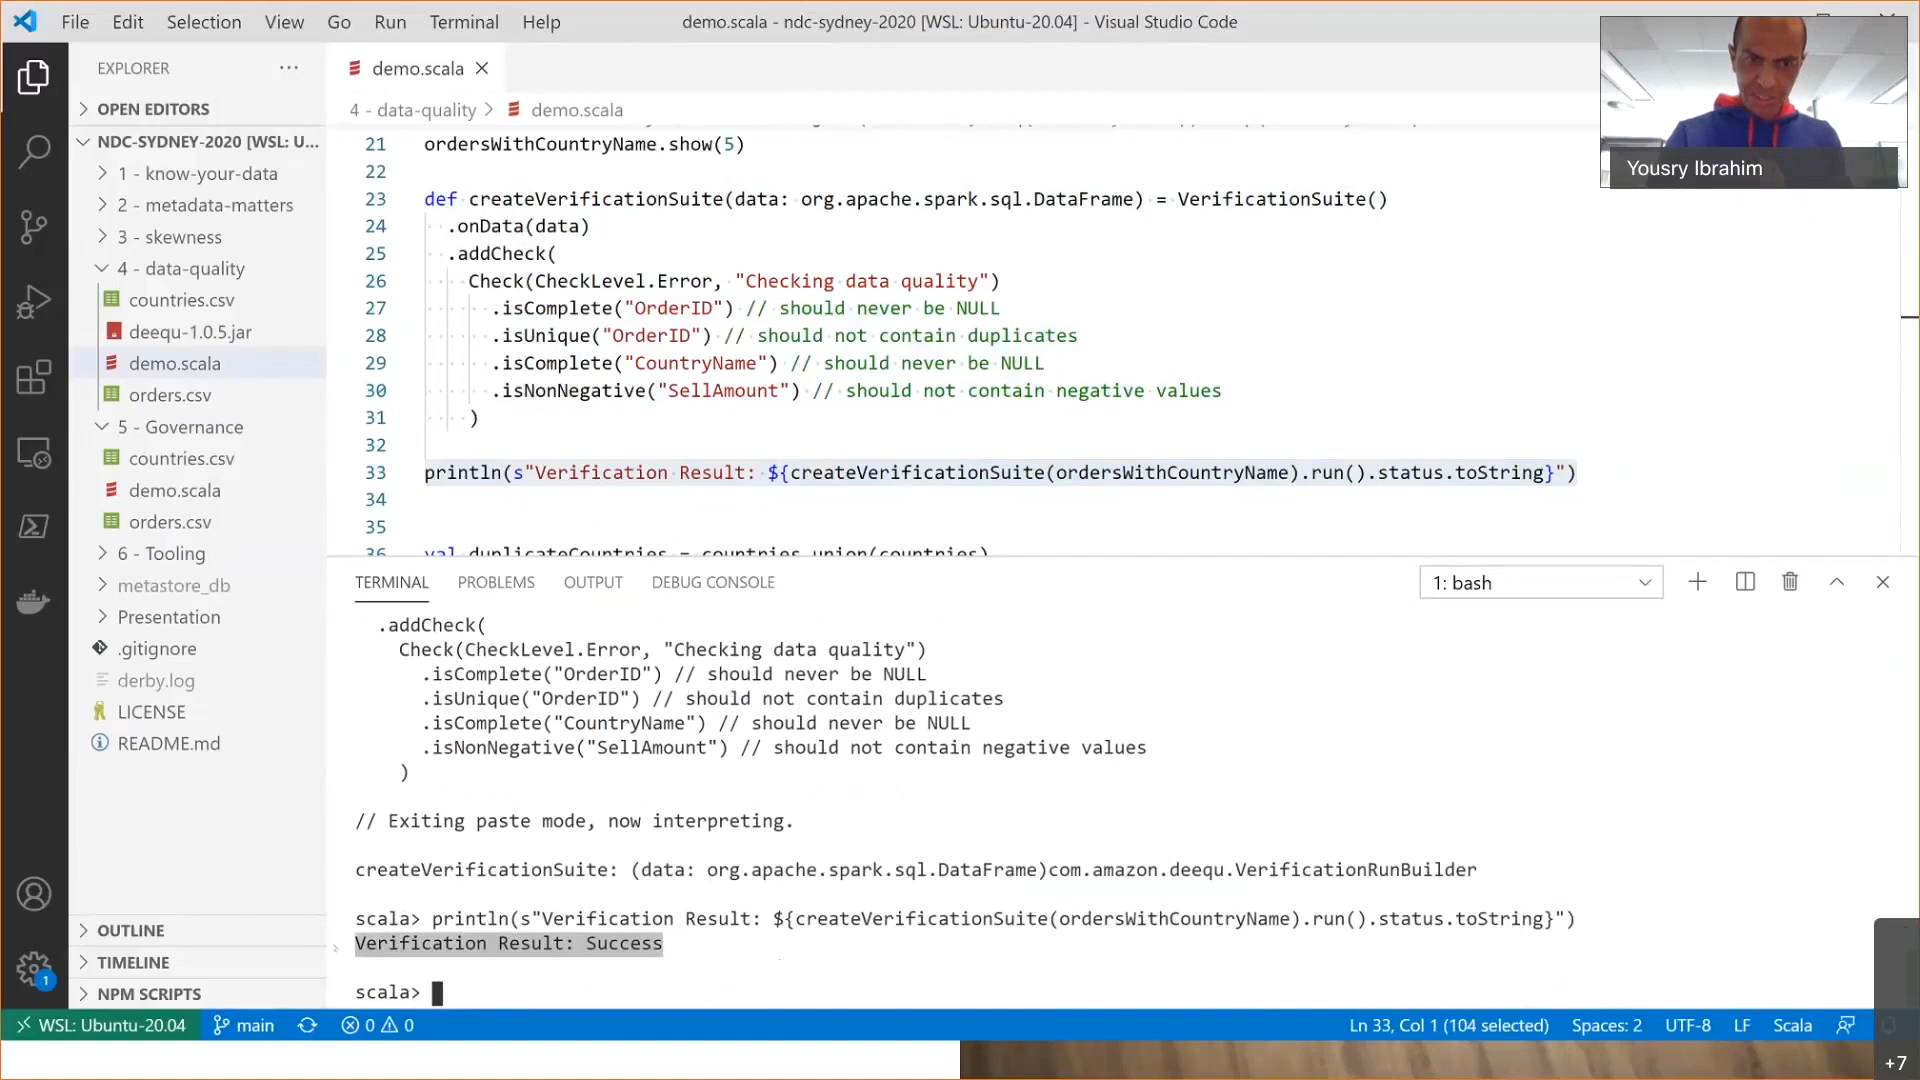 File Edit Selection View Go Run Terminal Help
demo.scala - ndc-sydney-2020 [WSL: Ubuntu-20.04] - Visual Studio Code
Yousry Ibrahim
EXPLORER
OPEN EDITORS
NDC-SYDNEY-2020 [WSL: U...
1 - know-your-data
2 - metadata-matters
3 - skewness
4 - data-quality
countries.csv
deequ-1.0.5.jar
demo.scala
orders.csv
5 - Governance
countries.csv
demo.scala
orders.csv
6 - Tooling
metastore_db
Presentation
.gitignore
derby.log
LICENSE
README.md
OUTLINE
TIMELINE
NPM SCRIPTS
1
demo.scala
4 - data-quality > demo.scala
21 ordersWithCountryName.show(5)
22
23 def createVerificationSuite(data: org.apache.spark.sql.DataFrame) = VerificationSuite()
24 .onData(data)
25 .addCheck(
26 Check(CheckLevel.Error, "Checking data quality")
27 .isComplete("OrderID") // should never be NULL
28 .isUnique("OrderID") // should not contain duplicates
29 .isComplete("CountryName") // should never be NULL
30 .isNonNegative("SellAmount") // should not contain negative values
31 )
32
33 println(s"Verification Result: ${createVerificationSuite(ordersWithCountryName).run().status.toString}")
34
35
36 val duplicateCountries = countries.union(countries)
TERMINAL PROBLEMS OUTPUT DEBUG CONSOLE
1: bash
.addCheck(
Check(CheckLevel.Error, "Checking data quality")
.isComplete("OrderID") // should never be NULL
.isUnique("OrderID") // should not contain duplicates
.isComplete("CountryName") // should never be NULL
.isNonNegative("SellAmount") // should not contain negative values
)
// Exiting paste mode, now interpreting.
createVerificationSuite: (data: org.apache.spark.sql.DataFrame)com.amazon.deequ.VerificationRunBuilder
scala> println(s"Verification Result: ${createVerificationSuite(ordersWithCountryName).run().status.toString}")
Verification Result: Success
scala>
WSL: Ubuntu-20.04 main 0 0
Ln 33, Col 1 (104 selected) Spaces: 2 UTF-8 LF Scala
+7